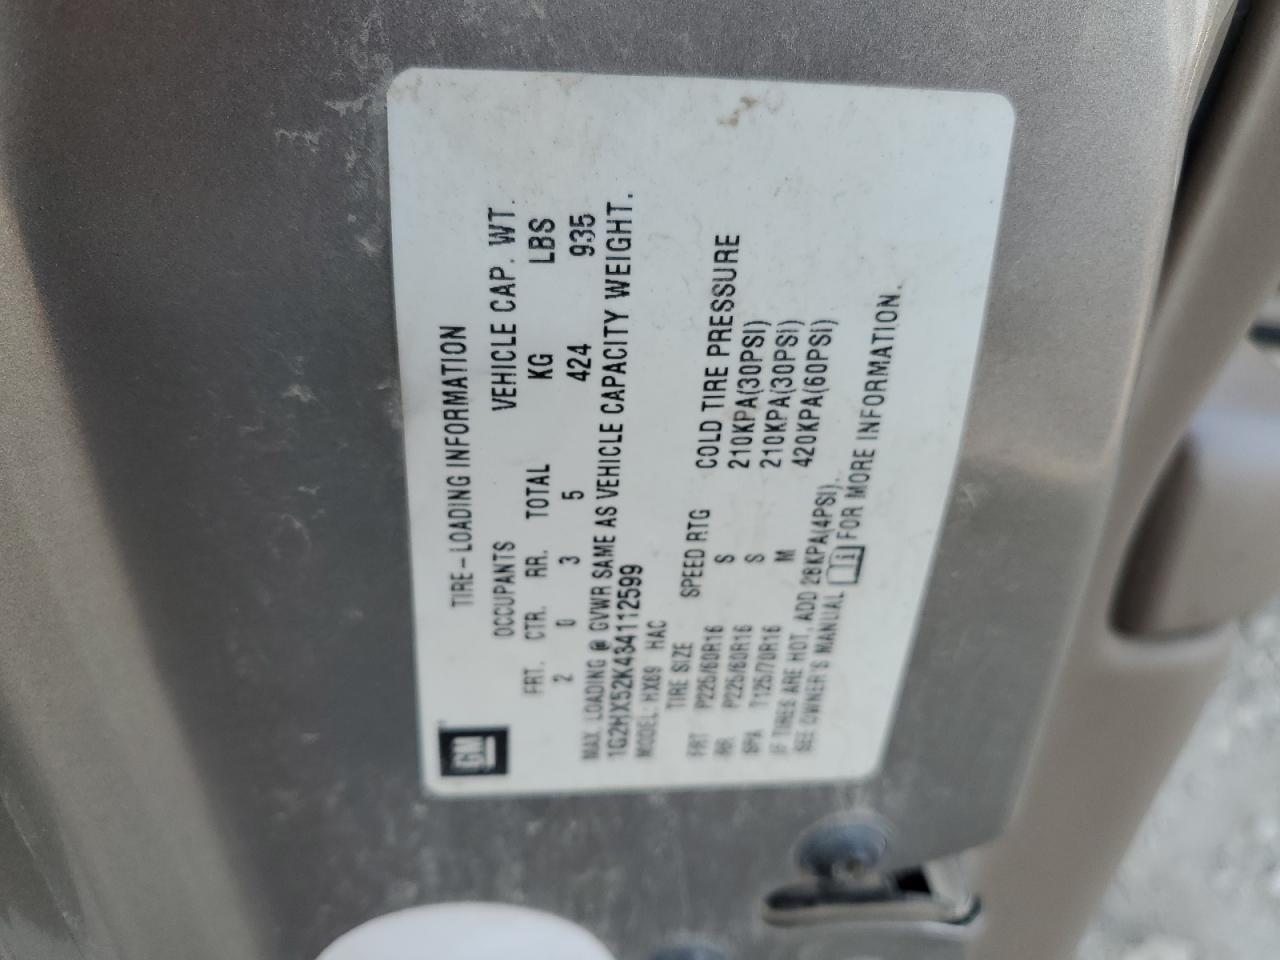 GM
TIRE-LOADING INFORMATION
OCCUPANTS VEHICLE CAP. WT.
FRT. CTR. RR. TOTAL KG LBS
2 0 3 5 424 935
MAX LOADING @ GVWR SAME AS VEHICLE CAPACITY WEIGHT.
1G2HX52K434112599
MODEL: HX69 HAC
TIRE SIZE SPEED RTG COLD TIRE PRESSURE
FRT P225/60R16 S 210KPA(30PSI)
RR P225/60R16 S 210KPA(30PSI)
SPA T125/70R16 M 420KPA(60PSI)
IF TIRES ARE HOT, ADD 28KPA(4PSI).
SEE OWNER'S MANUAL i FOR MORE INFORMATION.